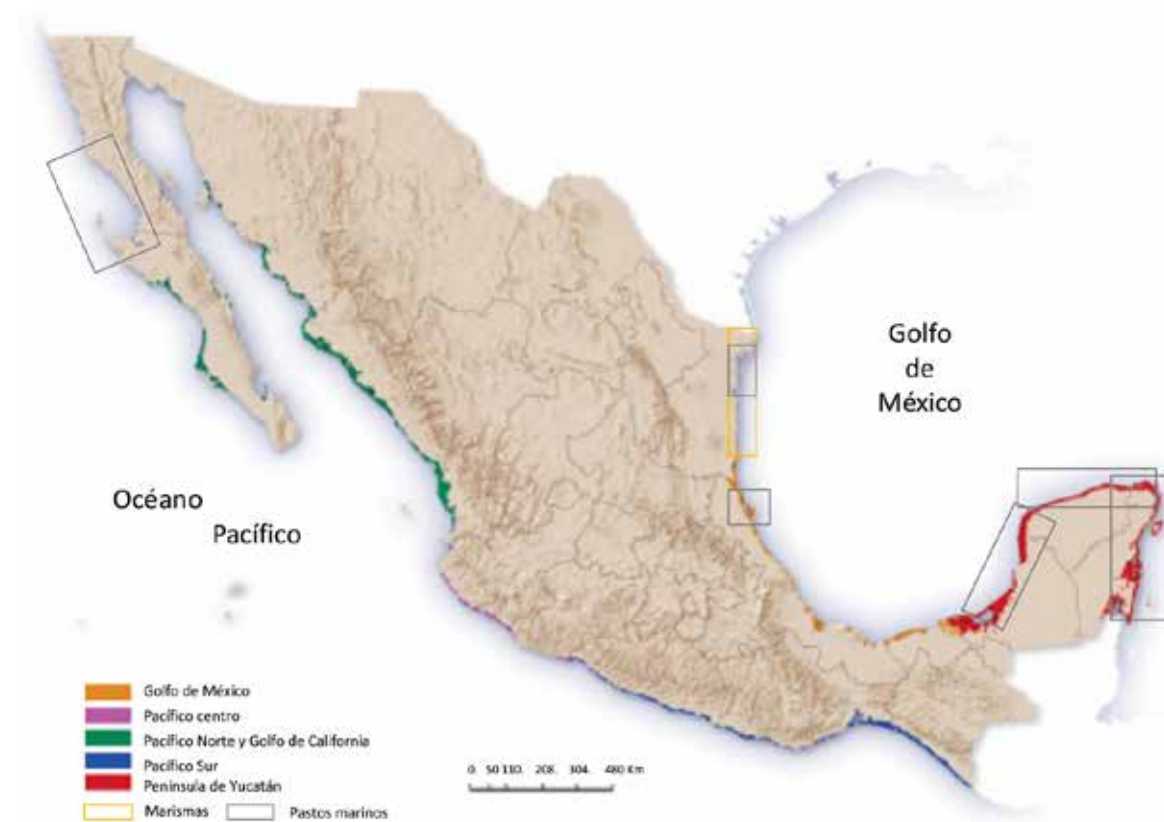 Golfo
de
México
Océano
Pacífico
Golfo de México
Pacífico centro
Pacífico Norte y Golfo de California
Pacífico Sur
Península de Yucatán
Marismas Pastos marinos
0. 50 110. 208. 304. 480 Km